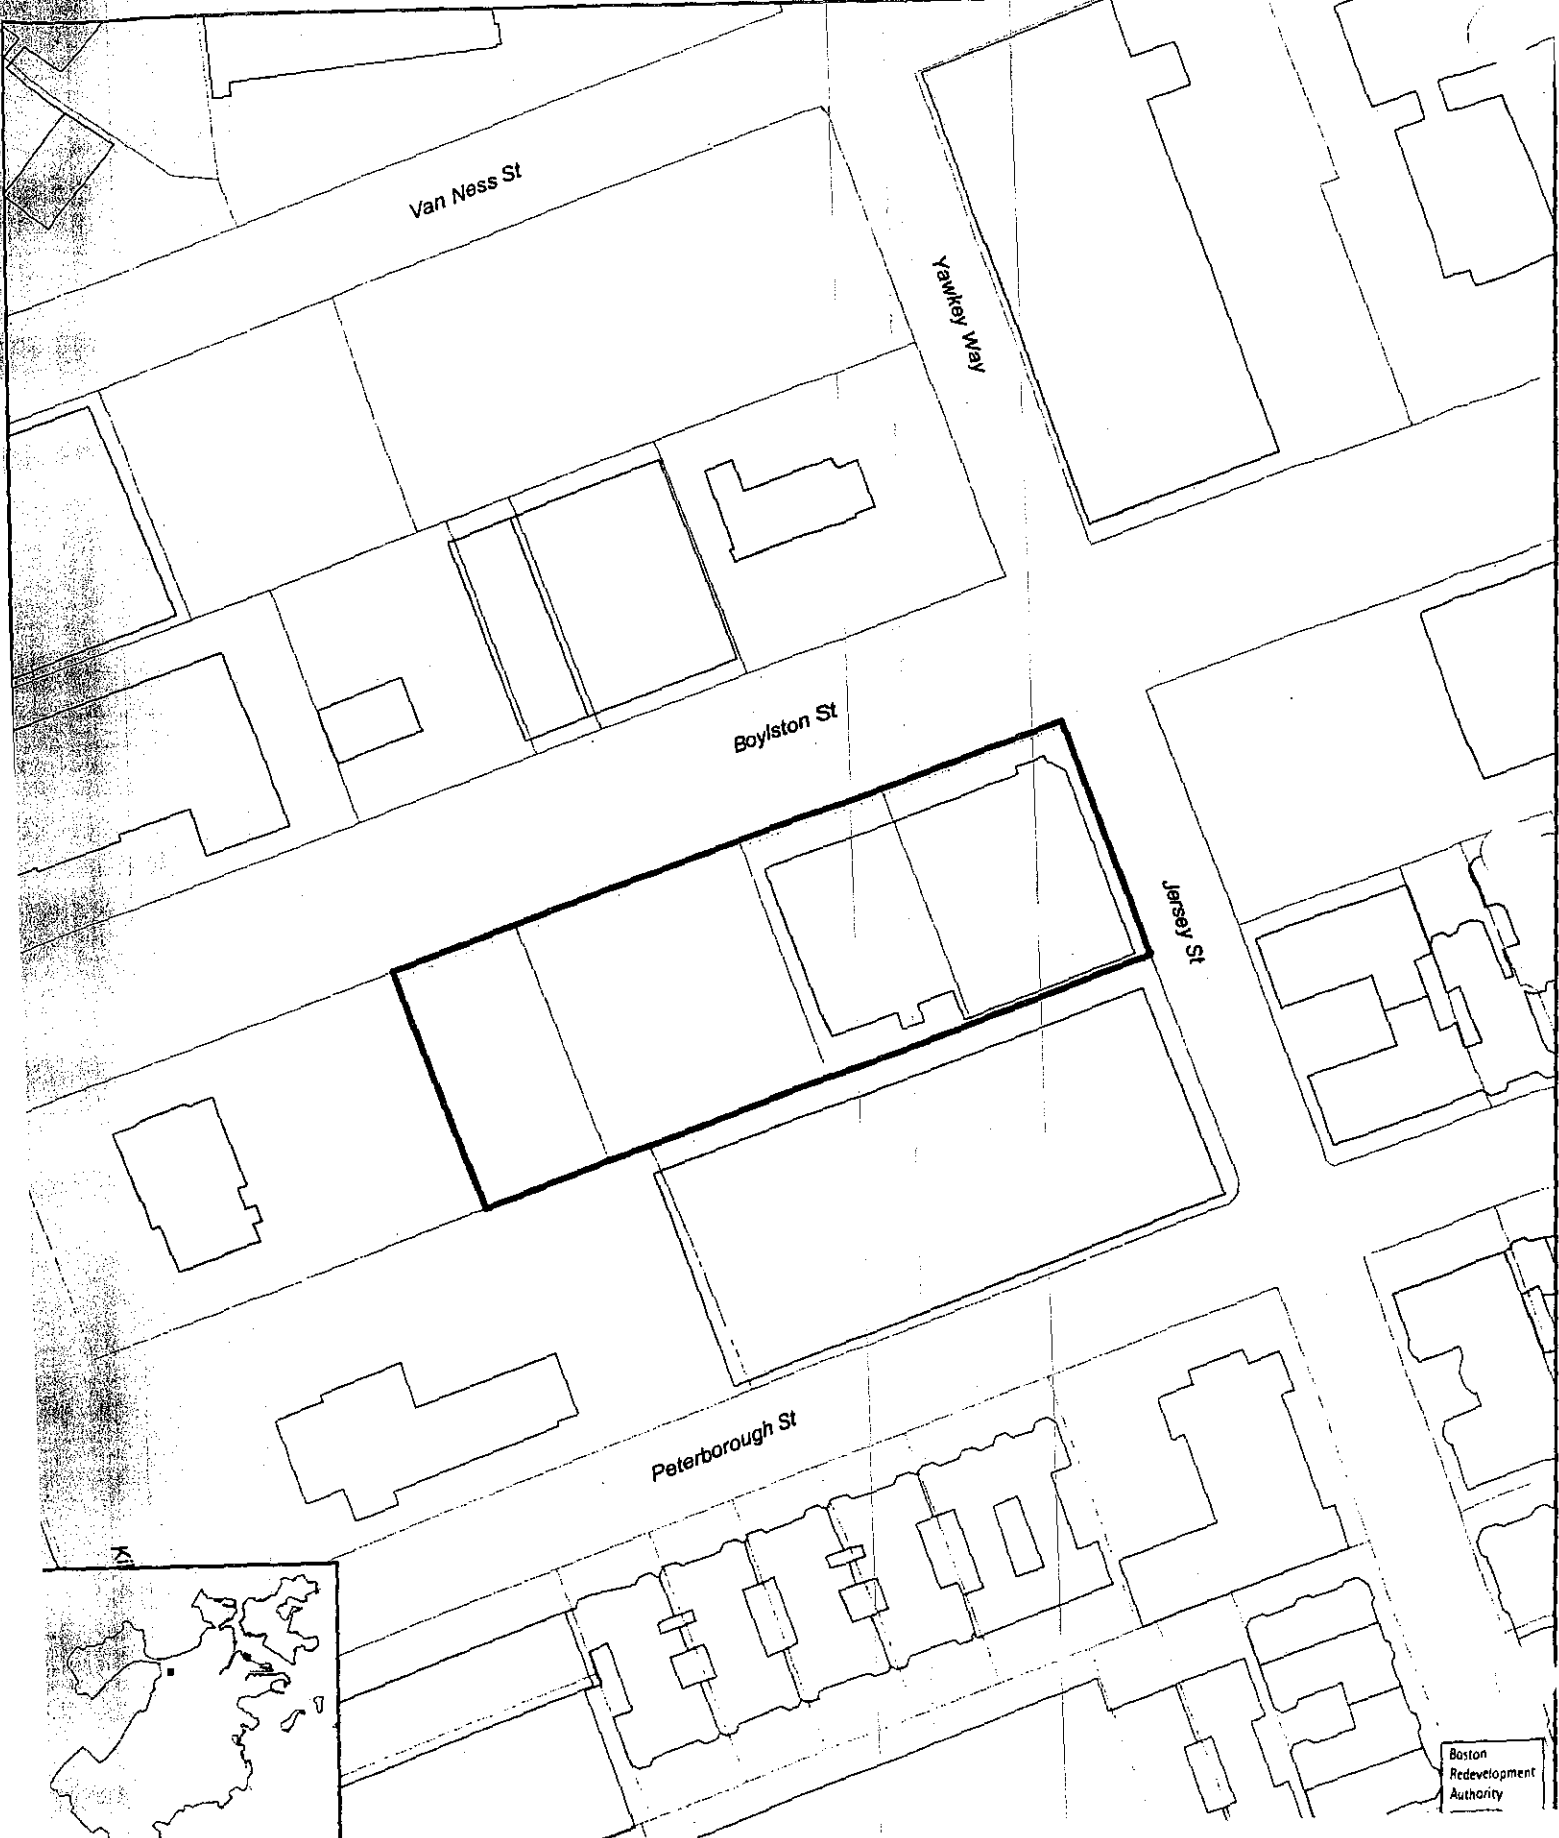 Van Ness St
Yawkey Way
Boylston St
Jersey St
Peterborough St
Boston
Redevelopment
Authority